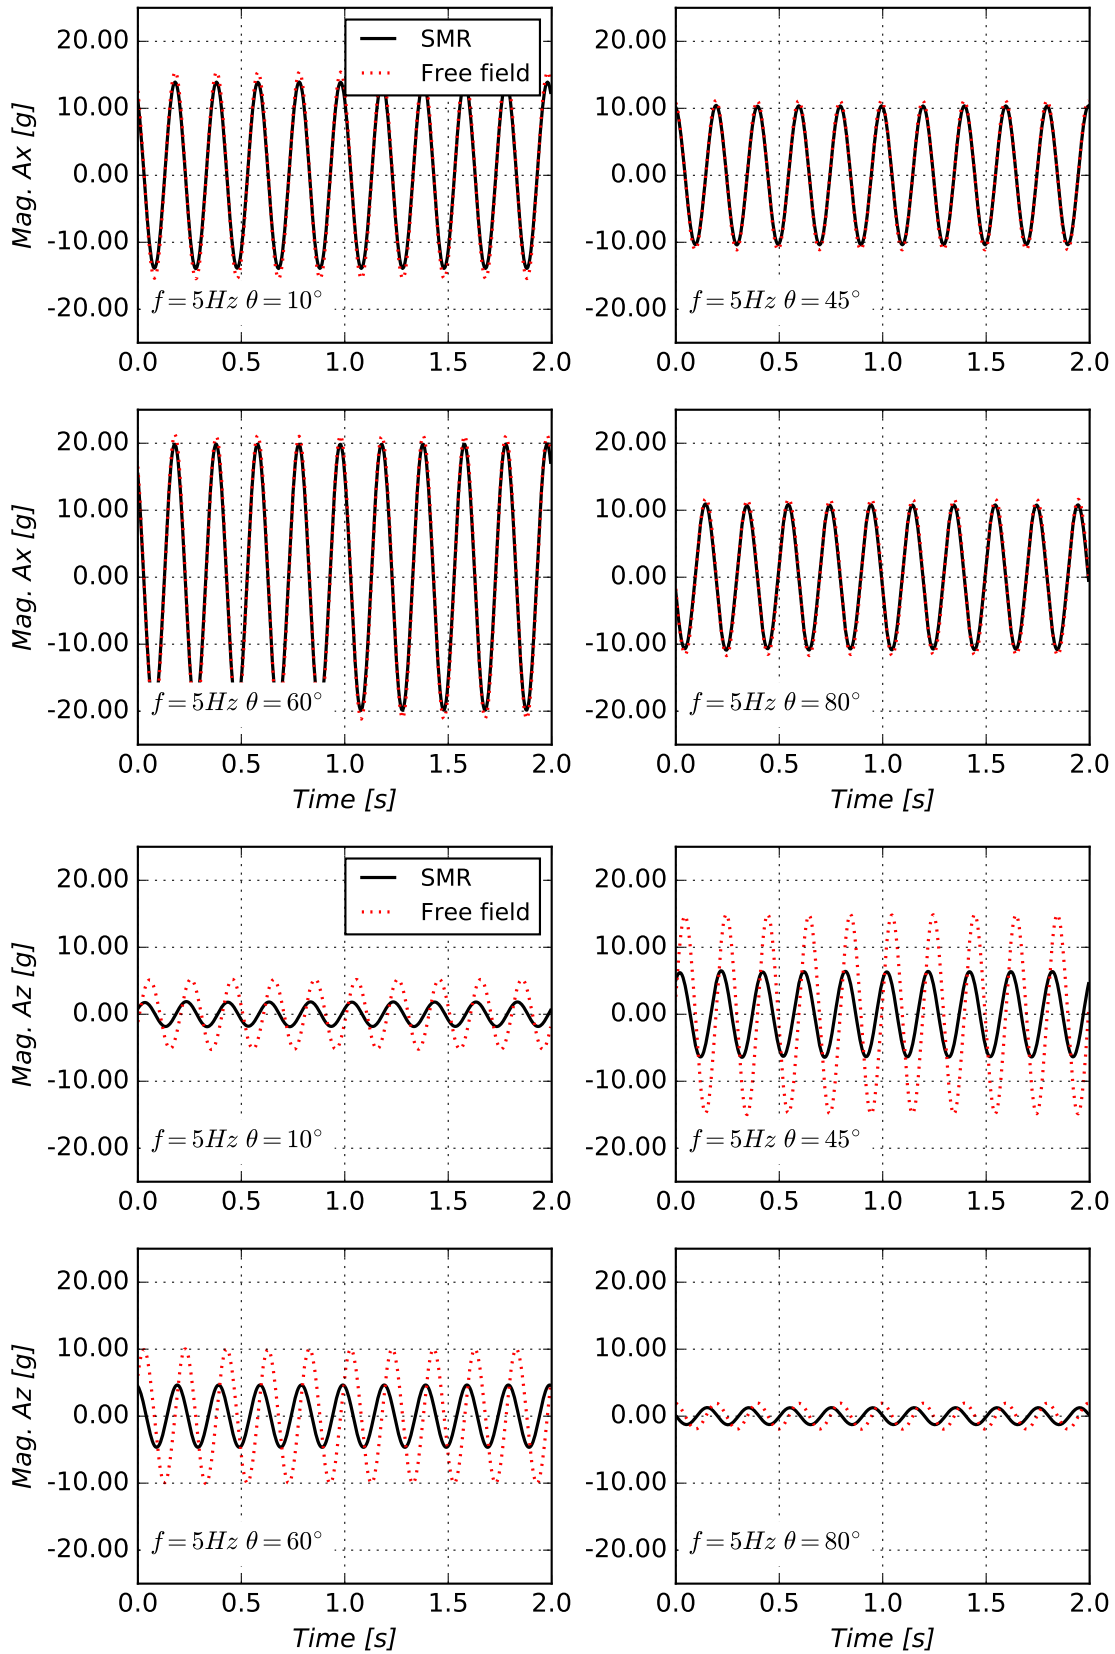 20.00
10.00
0.00
-10.00
-20.00
Mag. Ax [g]
SMR
Free field
f = 5Hz θ = 10°
0.0 0.5 1.0 1.5 2.0
20.00
10.00
0.00
-10.00
-20.00
f = 5Hz θ = 45°
0.0 0.5 1.0 1.5 2.0
20.00
10.00
0.00
-10.00
-20.00
Mag. Ax [g]
f = 5Hz θ = 60°
0.0 0.5 1.0 1.5 2.0
Time [s]
20.00
10.00
0.00
-10.00
-20.00
f = 5Hz θ = 80°
0.0 0.5 1.0 1.5 2.0
Time [s]
20.00
10.00
0.00
-10.00
-20.00
Mag. Az [g]
SMR
Free field
f = 5Hz θ = 10°
0.0 0.5 1.0 1.5 2.0
20.00
10.00
0.00
-10.00
-20.00
f = 5Hz θ = 45°
0.0 0.5 1.0 1.5 2.0
20.00
10.00
0.00
-10.00
-20.00
Mag. Az [g]
f = 5Hz θ = 60°
0.0 0.5 1.0 1.5 2.0
Time [s]
20.00
10.00
0.00
-10.00
-20.00
f = 5Hz θ = 80°
0.0 0.5 1.0 1.5 2.0
Time [s]